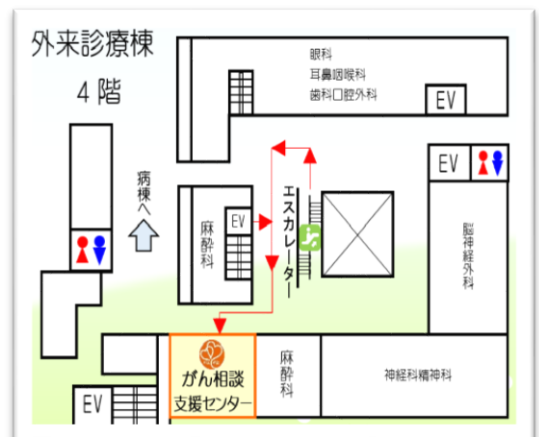 外来診療棟
4階
眼科
耳鼻咽喉科
歯科口腔外科
EV
EV
病棟へ
麻酔科
EV
エスカレーター
脳神経外科
がん相談
支援センター
麻酔科
神経科精神科
EV